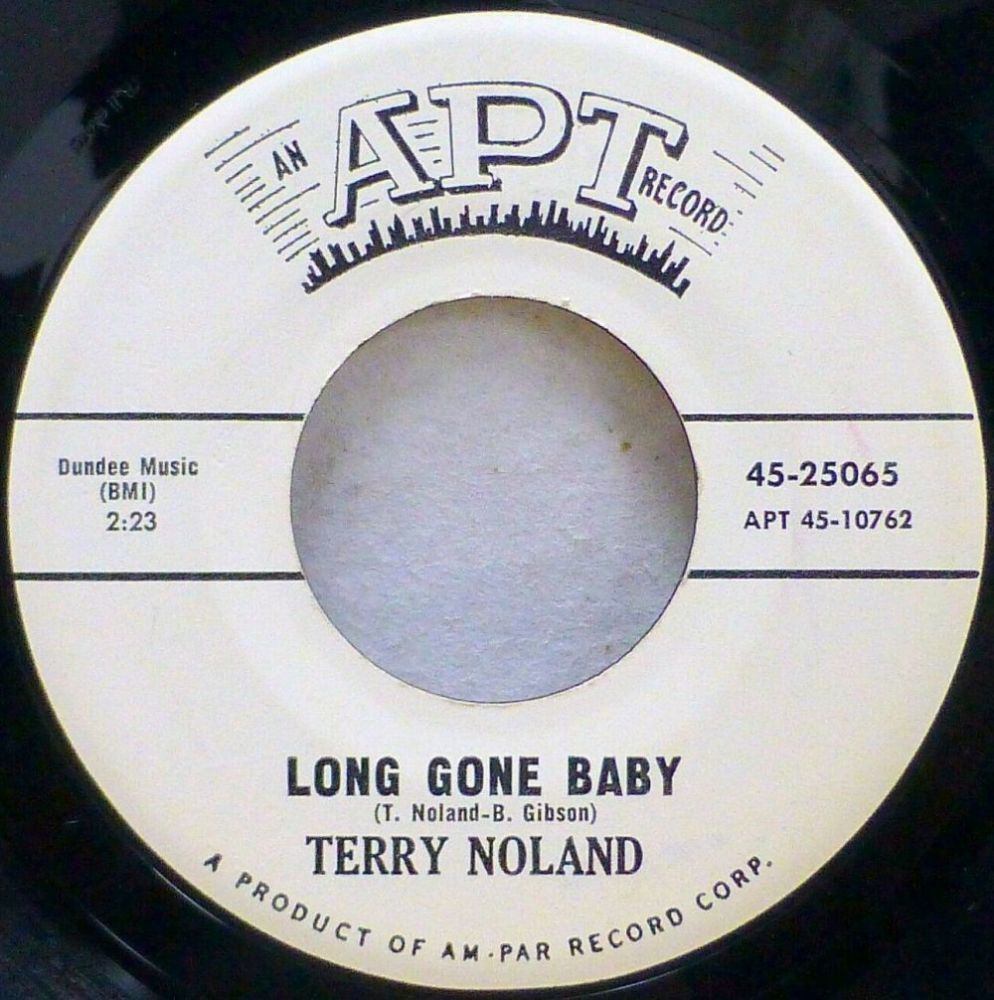 AN APT RECORD
Dundee Music
(BMI)
2:23
45-25065
APT 45-10762
LONG GONE BABY
(T. Noland-B. Gibson)
TERRY NOLAND
A PRODUCT OF AM-PAR RECORD CORP.